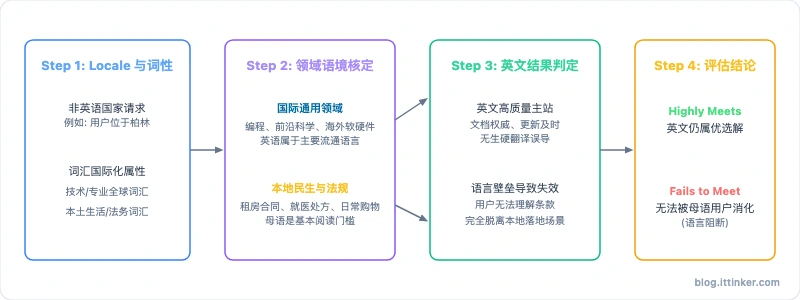 Step 1: Locale 与词性
非英语国家请求
例如: 用户位于柏林
词汇国际化属性
技术/专业全球词汇
本土生活/法务词汇
Step 2: 领域语境核定
国际通用领域
编程、前沿科学、海外软硬件
英语属于主要流通语言
本地民生与法规
租房合同、就医处方、日常购物
母语是基本阅读门槛
Step 3: 英文结果判定
英文高质量主站
文档权威、更新及时
无生硬翻译误导
语言壁垒导致失效
用户无法理解条款
完全脱离本地落地场景
Step 4: 评估结论
Highly Meets
英文仍属优选解
Fails to Meet
无法被母语用户消化
(语言阻断)
blog.ittinker.com